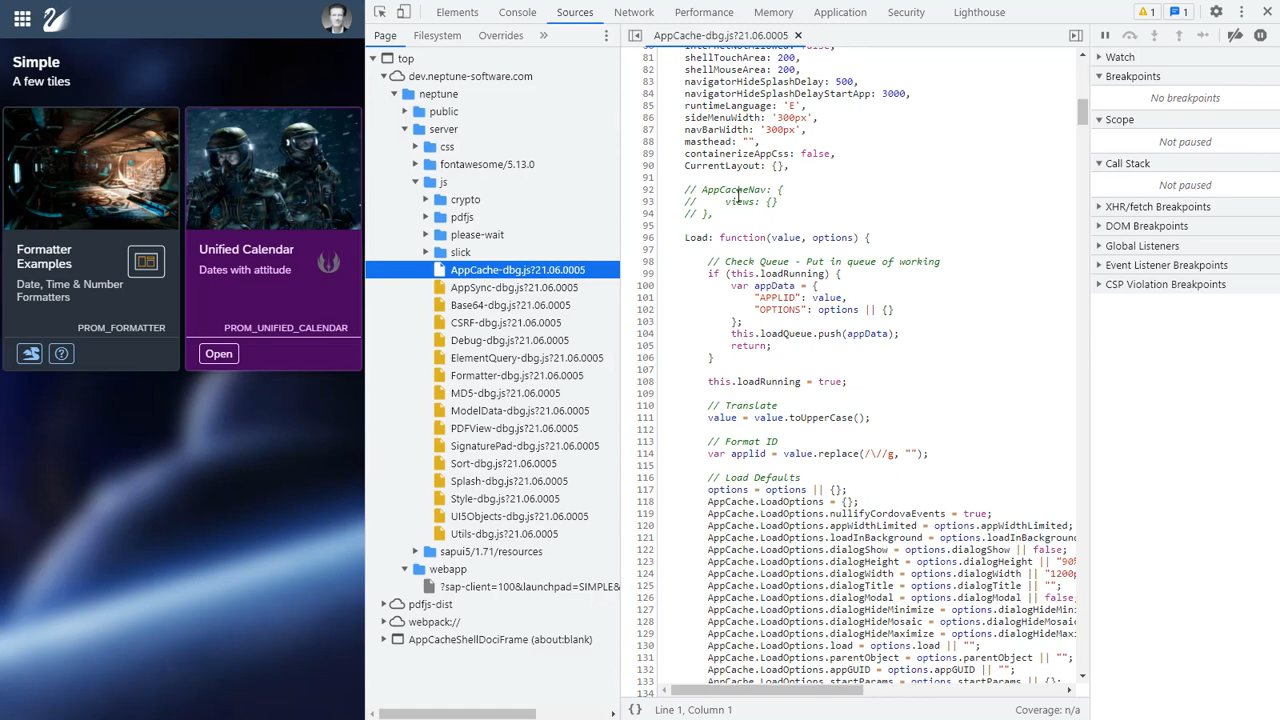 Elements Console Sources Network Performance Memory Application Security Lighthouse 1 1
Page Filesystem Overrides
AppCache-dbg.js?21.06.0005
Simple
A few tiles
Formatter
Examples
Date, Time & Number
Formatters
PROM_FORMATTER
Unified Calendar
Dates with attitude
PROM_UNIFIED_CALENDAR
Open
top
dev.neptune-software.com
neptune
public
server
css
fontawesome/5.13.0
js
crypto
pdfjs
please-wait
slick
AppCache-dbg.js?21.06.0005
AppSync-dbg.js?21.06.0005
Base64-dbg.js?21.06.0005
CSRF-dbg.js?21.06.0005
Debug-dbg.js?21.06.0005
ElementQuery-dbg.js?21.06.0005
Formatter-dbg.js?21.06.0005
MD5-dbg.js?21.06.0005
ModelData-dbg.js?21.06.0005
PDFView-dbg.js?21.06.0005
SignaturePad-dbg.js?21.06.0005
Sort-dbg.js?21.06.0005
Splash-dbg.js?21.06.0005
Style-dbg.js?21.06.0005
UI5Objects-dbg.js?21.06.0005
Utils-dbg.js?21.06.0005
sapui5/1.71/resources
webapp
?sap-client=100&launchpad=SIMPLE&
pdfjs-dist
webpack://
AppCacheShellDociFrame (about:blank)
80 internetNotAllowed: false,
81 shellTouchArea: 200,
82 shellMouseArea: 200,
83 navigatorHideSplashDelay: 500,
84 navigatorHideSplashDelayStartApp: 3000,
85 runtimeLanguage: 'E',
86 sideMenuWidth: '300px',
87 navBarWidth: '300px',
88 masthead: "",
89 containerizeAppCss: false,
90 CurrentLayout: {},
91
92 // AppCacheNav: {
93 // views: {}
94 // },
95
96 Load: function(value, options) {
97
98 // Check Queue - Put in queue of working
99 if (this.loadRunning) {
100 var appData = {
101 "APPLID": value,
102 "OPTIONS": options || {}
103 };
104 this.loadQueue.push(appData);
105 return;
106 }
107
108 this.loadRunning = true;
109
110 // Translate
111 value = value.toUpperCase();
112
113 // Format ID
114 var applid = value.replace(/\//g, "");
115
116 // Load Defaults
117 options = options || {};
118 AppCache.LoadOptions = {};
119 AppCache.LoadOptions.nullifyCordovaEvents = true;
120 AppCache.LoadOptions.appWidthLimited = options.appWidthLimited;
121 AppCache.LoadOptions.loadInBackground = options.loadInBackground
122 AppCache.LoadOptions.dialogShow = options.dialogShow || false;
123 AppCache.LoadOptions.dialogHeight = options.dialogHeight || "90%
124 AppCache.LoadOptions.dialogWidth = options.dialogWidth || "1200p
125 AppCache.LoadOptions.dialogTitle = options.dialogTitle || "";
126 AppCache.LoadOptions.dialogModal = options.dialogModal || false;
127 AppCache.LoadOptions.dialogHideMinimize = options.dialogHideMini
128 AppCache.LoadOptions.dialogHideMosaic = options.dialogHideMosaic
129 AppCache.LoadOptions.dialogHideMaximize = options.dialogHideMaxi
130 AppCache.LoadOptions.load = options.load || "";
131 AppCache.LoadOptions.parentObject = options.parentObject || "";
132 AppCache.LoadOptions.appGUID = options.appGUID || "";
133 AppCache.LoadOptions.startParams = options.startParams || {};
134
Line 1, Column 1
Coverage: n/a
Watch
Breakpoints
No breakpoints
Scope
Not paused
Call Stack
Not paused
XHR/fetch Breakpoints
DOM Breakpoints
Global Listeners
Event Listener Breakpoints
CSP Violation Breakpoints